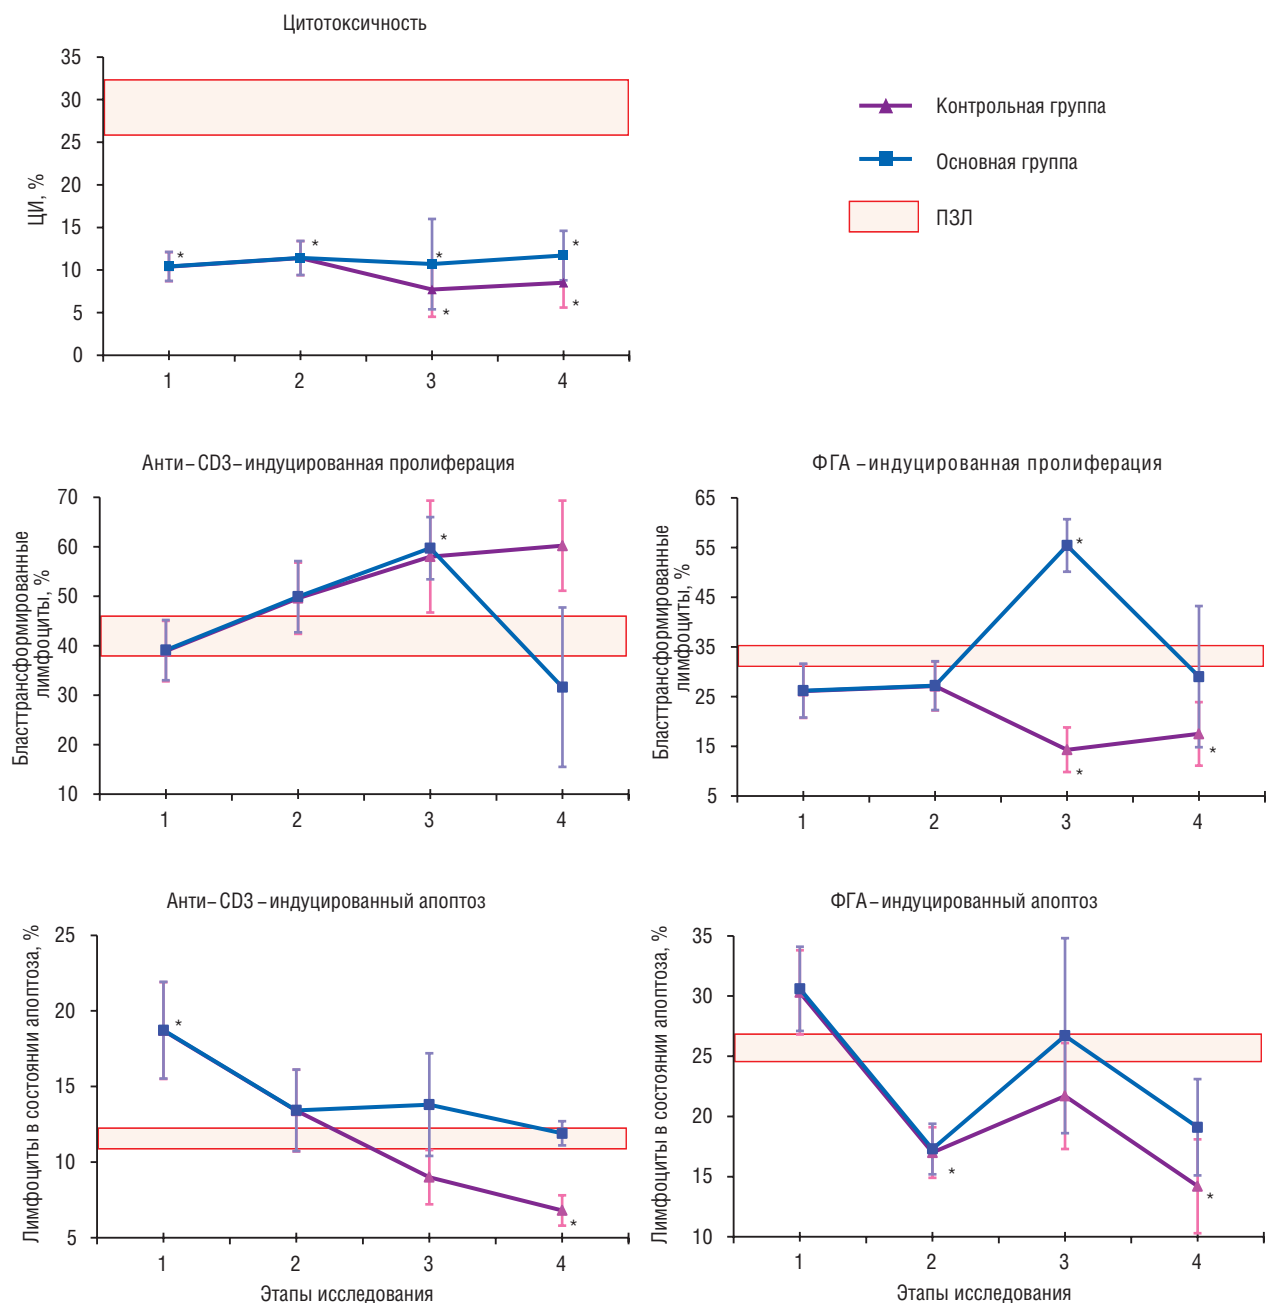 Цитотоксичность
ЦИ, %
35
30
25
20
15
10
5
0
* * * * * *
1 2 3 4
Контрольная группа
Основная группа
ПЗЛ
Анти–CD3–индуцированная пролиферация
Бласттрансформированные
лимфоциты, %
70
60
50
40
30
20
10
*
1 2 3 4
ФГА –индуцированная пролиферация
Бласттрансформированные
лимфоциты, %
65
55
45
35
25
15
5
* * *
1 2 3 4
Анти–CD3–индуцированный апоптоз
Лимфоциты в состоянии апоптоза, %
25
20
15
10
5
* *
1 2 3 4
Этапы исследования
ФГА–индуцированный апоптоз
Лимфоциты в состоянии апоптоза, %
35
30
25
20
15
10
* *
1 2 3 4
Этапы исследования